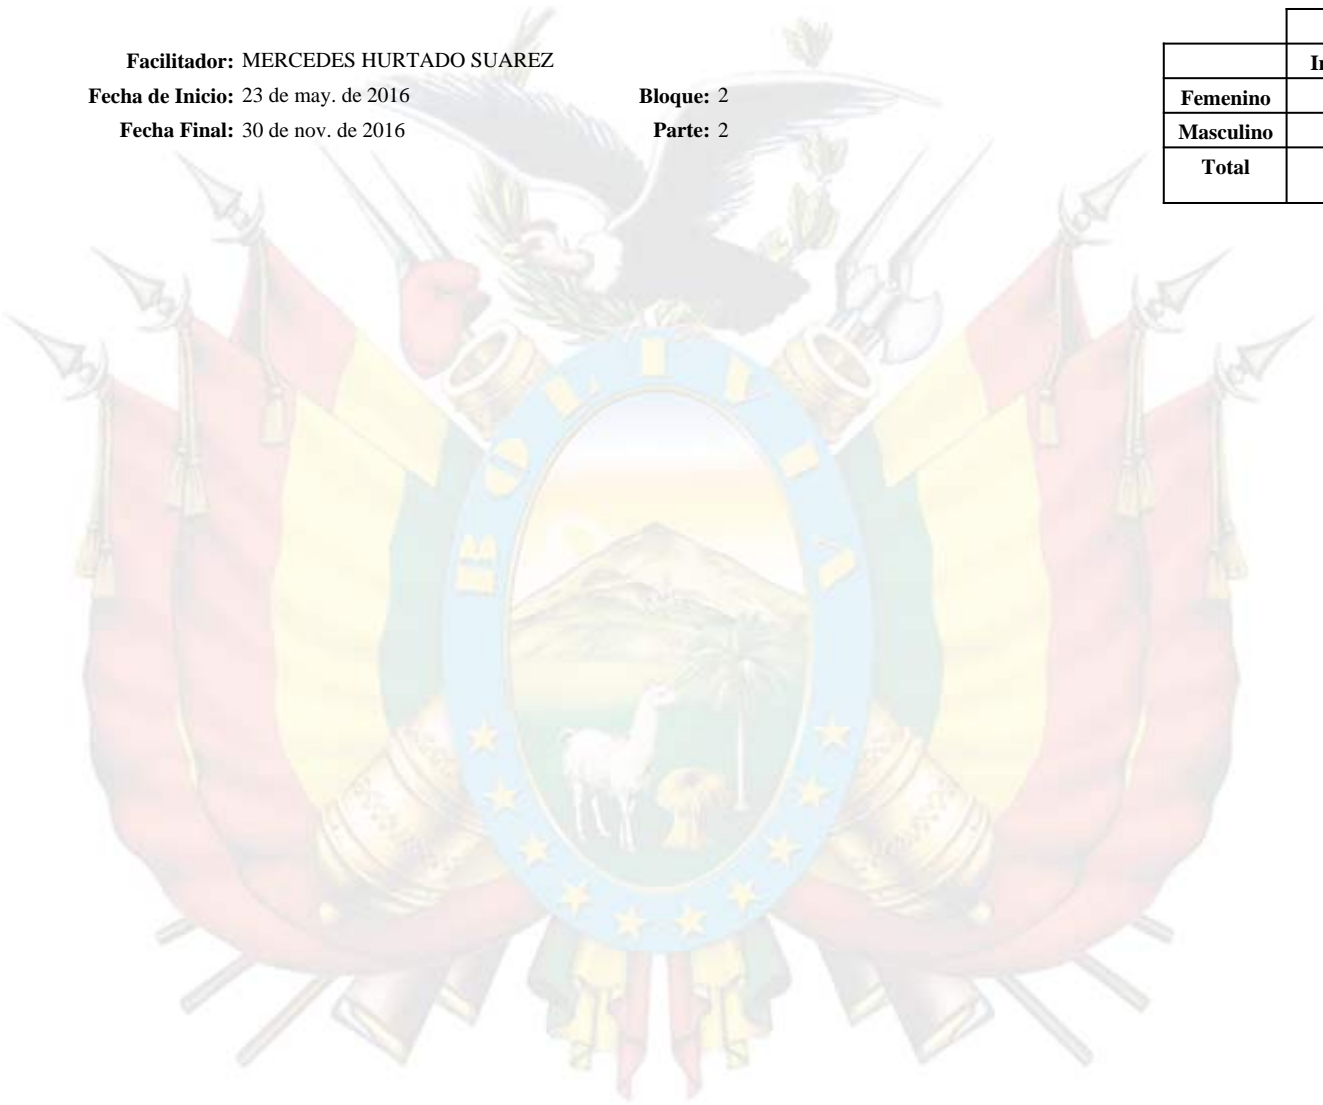 Facilitador: MERCEDES HURTADO SUAREZ
Fecha de Inicio: 23 de may. de 2016 Bloque: 2
Fecha Final: 30 de nov. de 2016 Parte: 2
Femenino
Masculino
Total
BOLIVIA